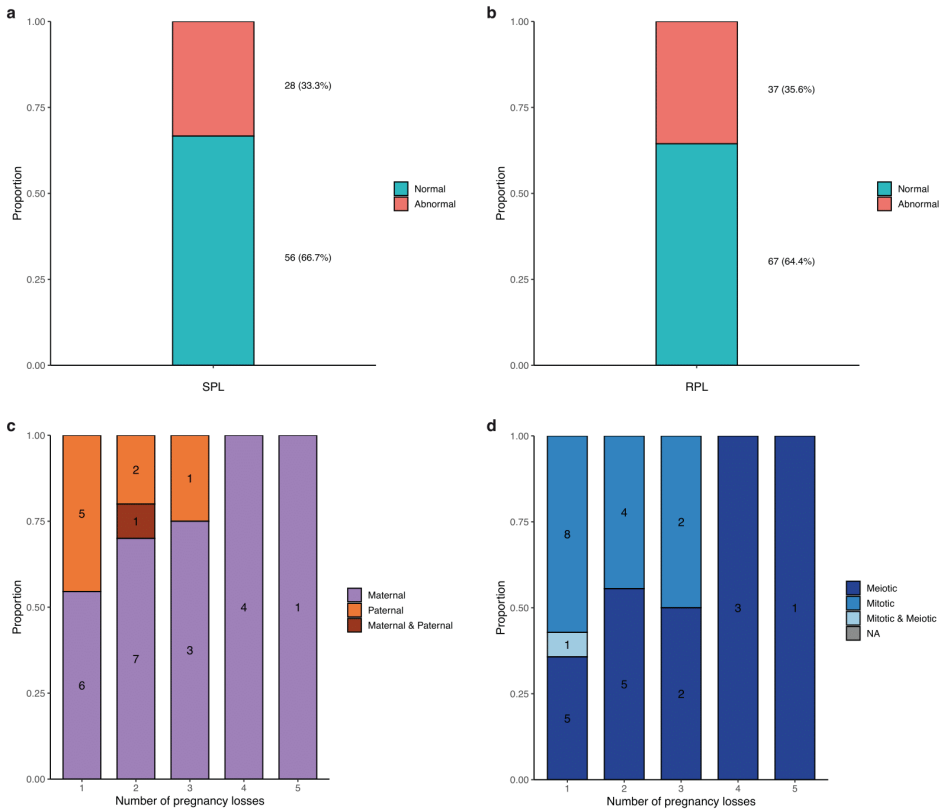 a
1.00
0.75
0.50
0.25
0.00
Proportion
28 (33.3%)
56 (66.7%)
Normal
Abnormal
SPL
b
1.00
0.75
0.50
0.25
0.00
Proportion
37 (35.6%)
67 (64.4%)
Normal
Abnormal
RPL
c
1.00
0.75
0.50
0.25
0.00
Proportion
5
6
2
1
7
1
3
4
1
Maternal
Paternal
Maternal & Paternal
1 2 3 4 5
Number of pregnancy losses
d
1.00
0.75
0.50
0.25
0.00
Proportion
8
1
5
4
5
2
2
3
1
Meiotic
Mitotic
Mitotic & Meiotic
NA
1 2 3 4 5
Number of pregnancy losses